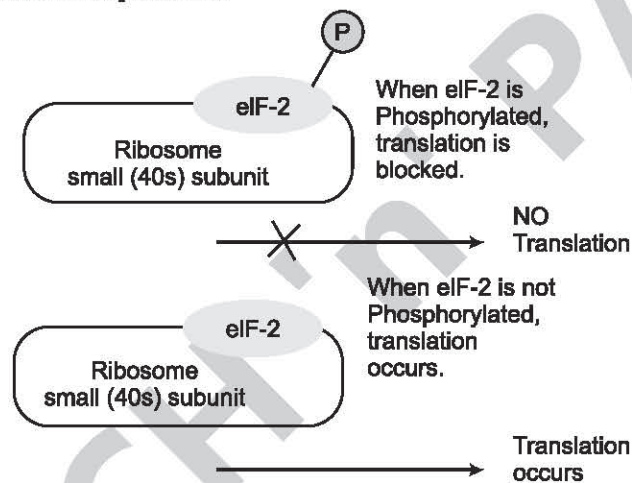 P
eIF-2
When eIF-2 is
Phosphorylated,
translation is
blocked.
Ribosome
small (40s) subunit
NO
Translation
eIF-2
When eIF-2 is not
Phosphorylated,
translation
occurs.
Ribosome
small (40s) subunit
Translation
occurs